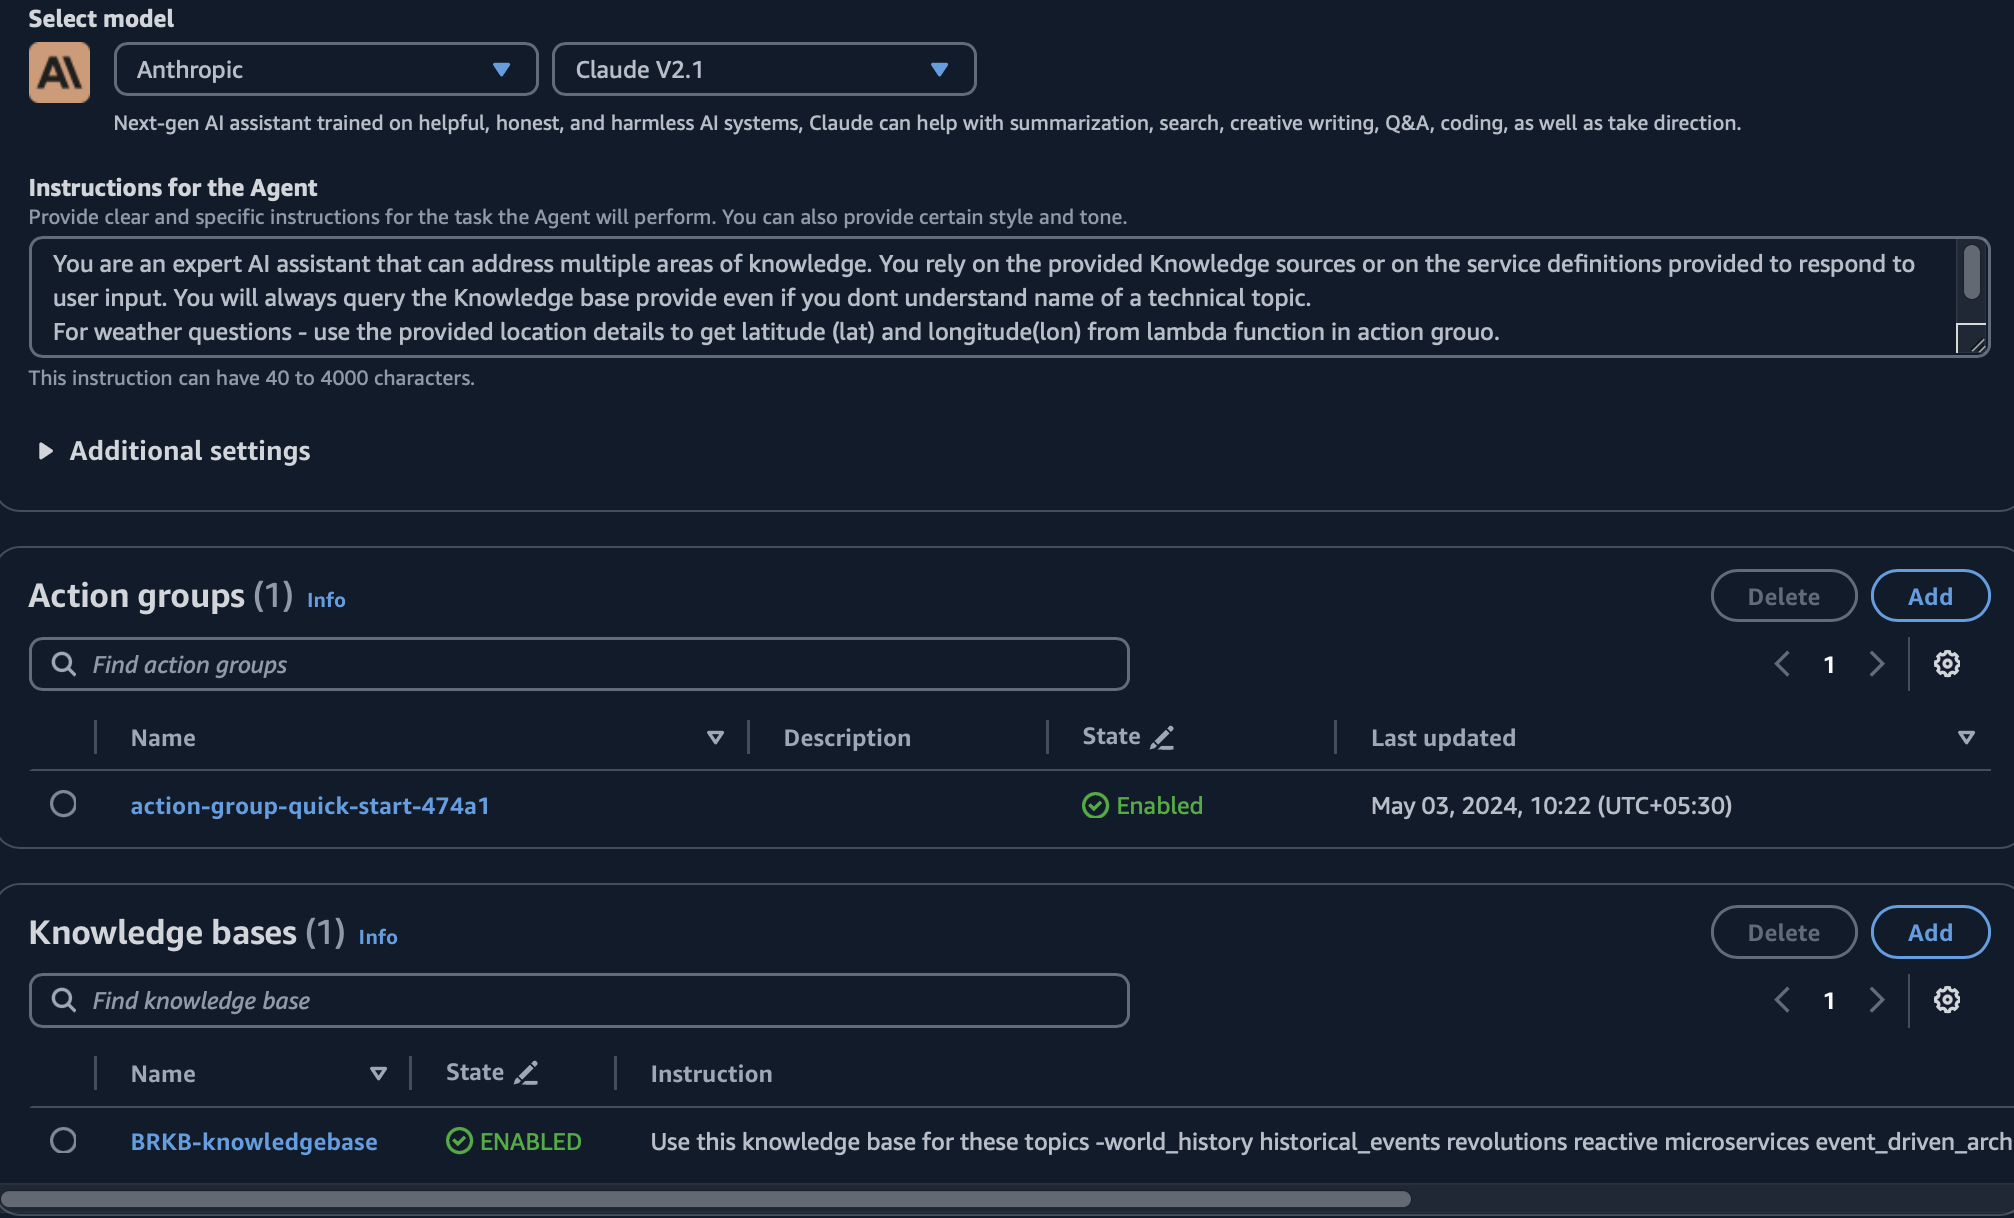 Select model
Anthropic
Claude V2.1
Next-gen AI assistant trained on helpful, honest, and harmless AI systems, Claude can help with summarization, search, creative writing, Q&A, coding, as well as take direction.
Instructions for the Agent
Provide clear and specific instructions for the task the Agent will perform. You can also provide certain style and tone.
You are an expert AI assistant that can address multiple areas of knowledge. You rely on the provided Knowledge sources or on the service definitions provided to respond to
user input. You will always query the Knowledge base provide even if you dont understand name of a technical topic.
For weather questions - use the provided location details to get latitude (lat) and longitude(lon) from lambda function in action grouo.
This instruction can have 40 to 4000 characters.
Additional settings
Action groups (1) Info
Delete
Add
Find action groups
1
Name
Description
State
Last updated
action-group-quick-start-474a1
Enabled
May 03, 2024, 10:22 (UTC+05:30)
Knowledge bases (1) Info
Delete
Add
Find knowledge base
1
Name
State
Instruction
BRKB-knowledgebase
ENABLED
Use this knowledge base for these topics -world_history historical_events revolutions reactive microservices event_driven_arch